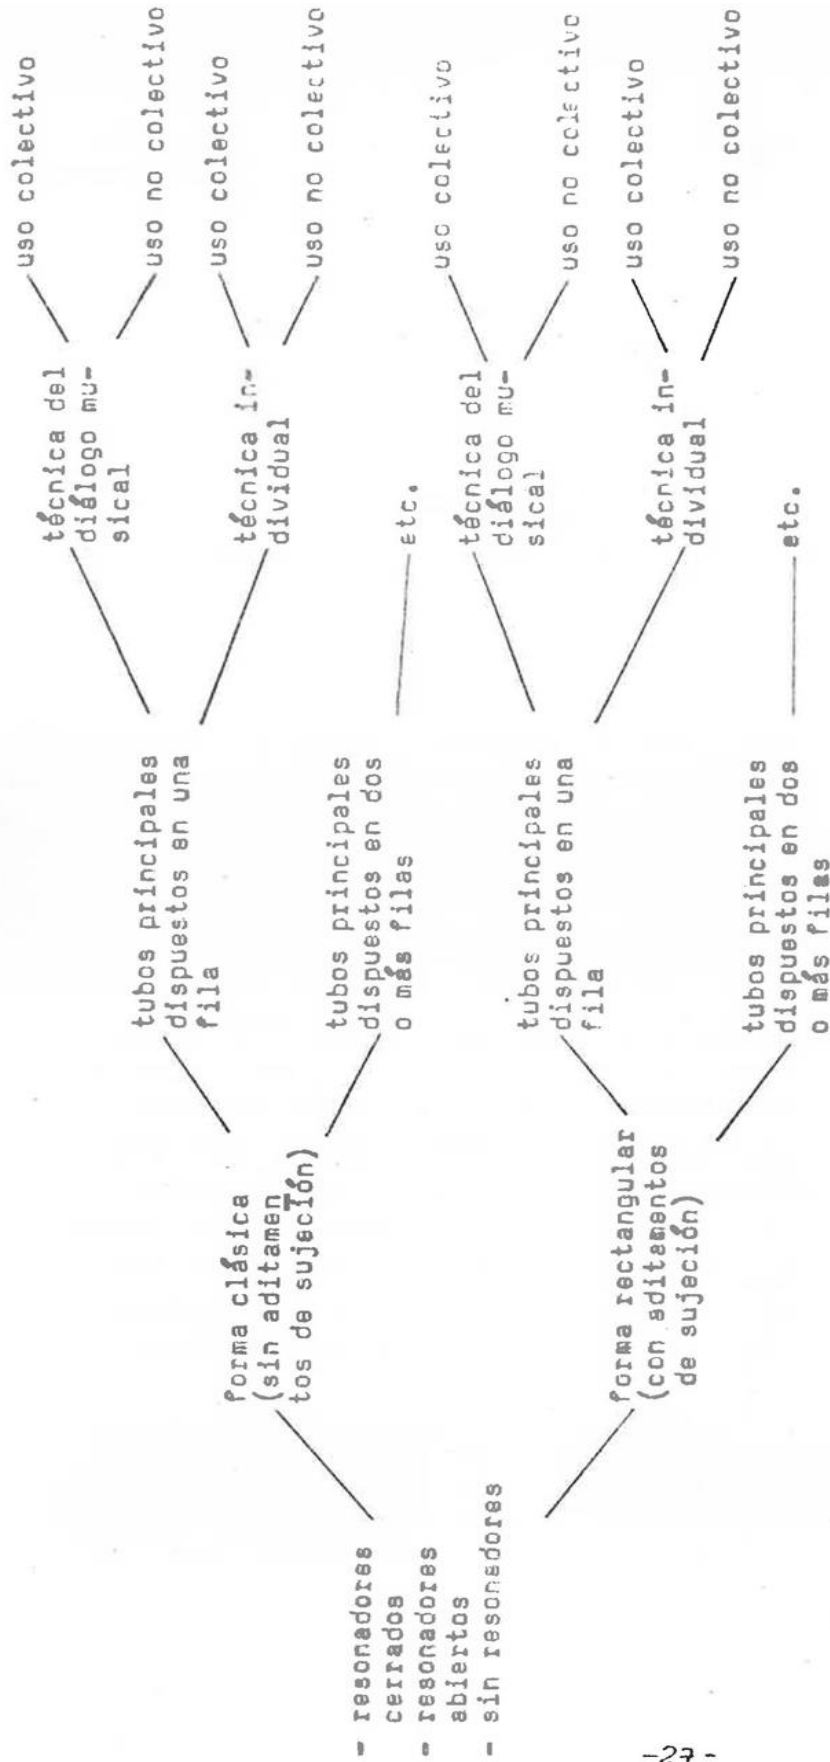 - resonadores
cerrados
- resonadores
abiertos
- sin resonadores
forma clásica
(sin aditamen
tos de sujeción)
forma rectangular
(con aditamentos
de sujeción)
tubos principales
dispuestos en una
fila
tubos principales
dispuestos en dos
o más filas
tubos principales
dispuestos en una
fila
tubos principales
dispuestos en dos
o más filas
técnica del
diálogo mu-
sical
técnica in-
dividual
etc.
técnica del
diálogo mu-
sical
técnica in-
dividual
etc.
uso colectivo
uso no colectivo
uso colectivo
uso no colectivo
uso colectivo
uso no colectivo
uso colectivo
uso no colectivo
-27-